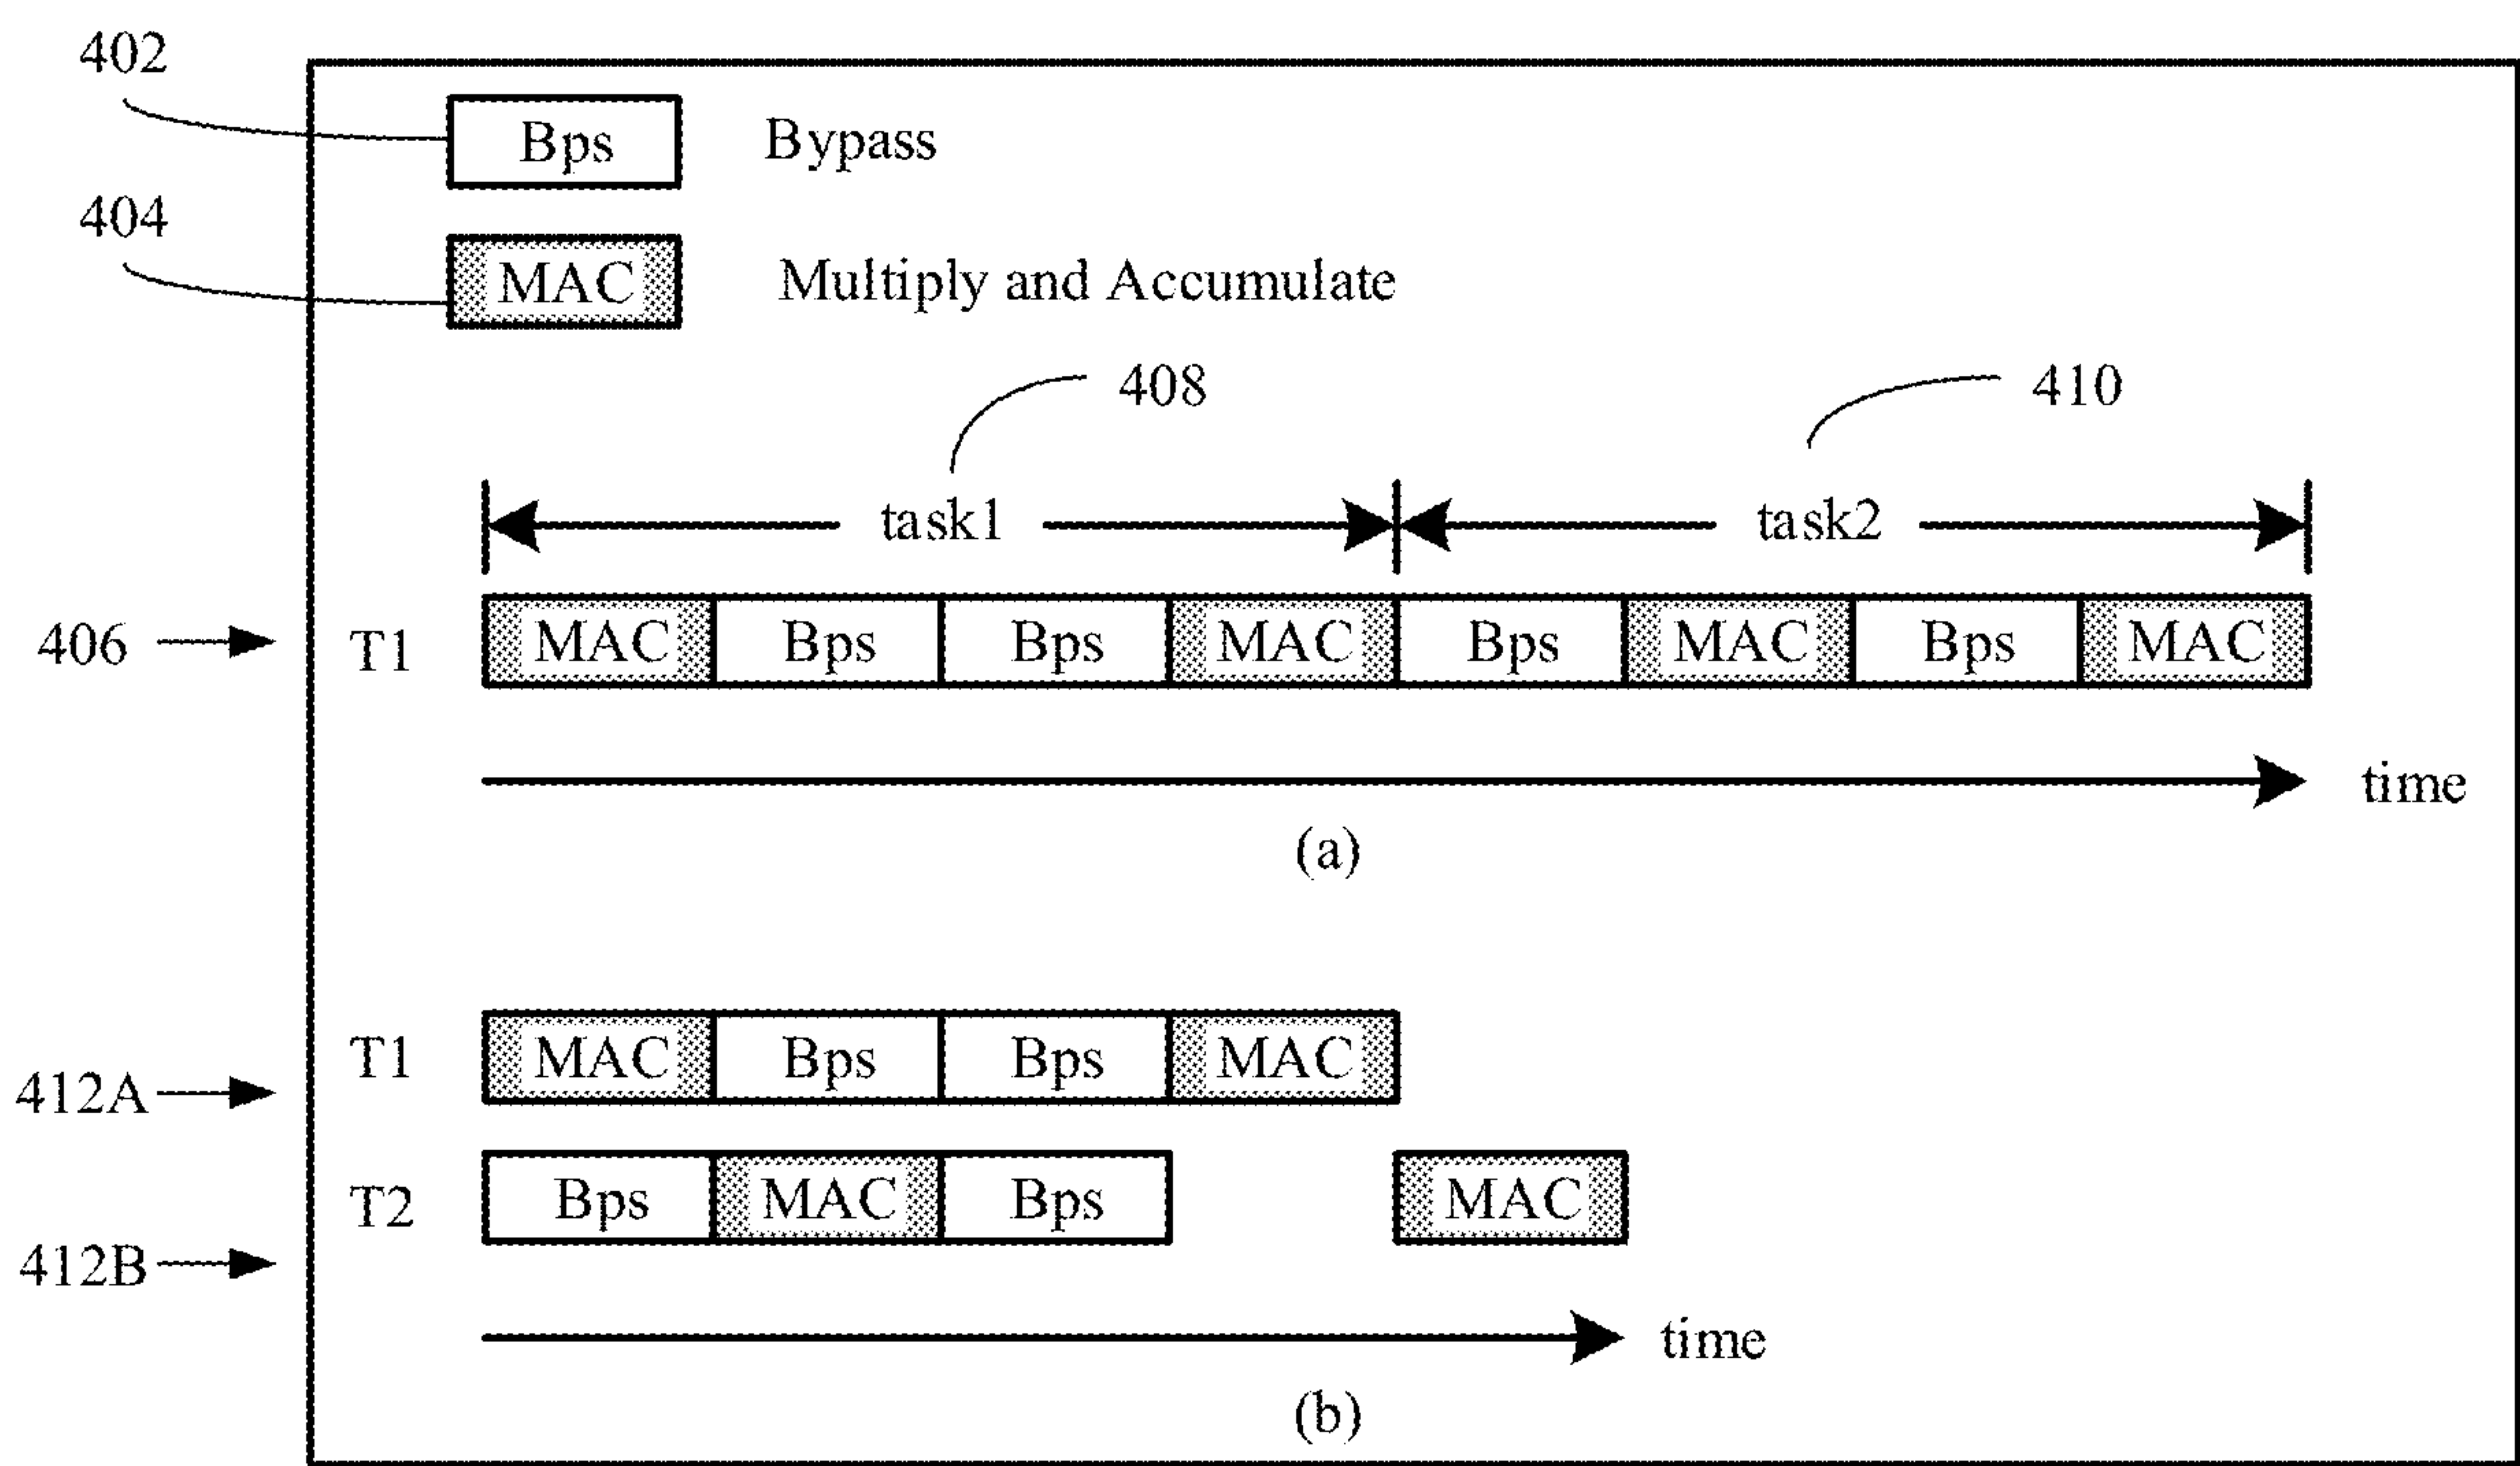 402
Bps Bypass
404
MAC Multiply and Accumulate
408 410
task1 task2
406 T1 MAC Bps Bps MAC Bps MAC Bps MAC
time
(a)
T1 MAC Bps Bps MAC
412A
T2 Bps MAC Bps MAC
412B
time
(b)